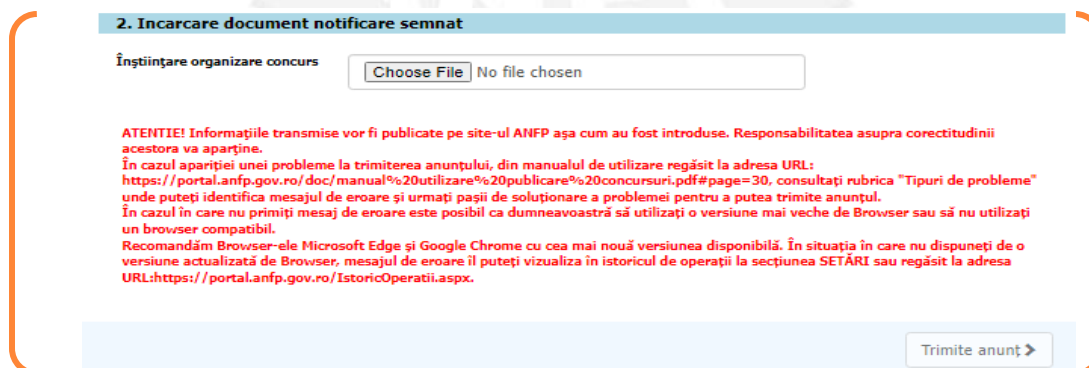 2. Incarcare document notificare semnat
Înştiinţare organizare concurs
Choose File No file chosen
ATENTIE! Informaţiile transmise vor fi publicate pe site-ul ANFP aşa cum au fost introduse. Responsabilitatea asupra corectitudinii
acestora va aparţine.
În cazul apariţiei unei probleme la trimiterea anunţului, din manualul de utilizare regăsit la adresa URL:
https://portal.anfp.gov.ro/doc/manual%20utilizare%20publicare%20concursuri.pdf#page=30, consultaţi rubrica "Tipuri de probleme"
unde puteţi identifica mesajul de eroare şi urmaţi paşii de soluţionare a problemei pentru a putea trimite anunţul.
În cazul în care nu primiţi mesaj de eroare este posibil ca dumneavoastră să utilizaţi o versiune mai veche de Browser sau să nu utilizaţi
un browser compatibil.
Recomandăm Browser-ele Microsoft Edge şi Google Chrome cu cea mai nouă versiunea disponibilă. În situaţia în care nu dispuneţi de o
versiune actualizată de Browser, mesajul de eroare îl puteţi vizualiza în istoricul de operaţii la secţiunea SETĂRI sau regăsit la adresa
URL:https://portal.anfp.gov.ro/IstoricOperatii.aspx.
Trimite anunţ